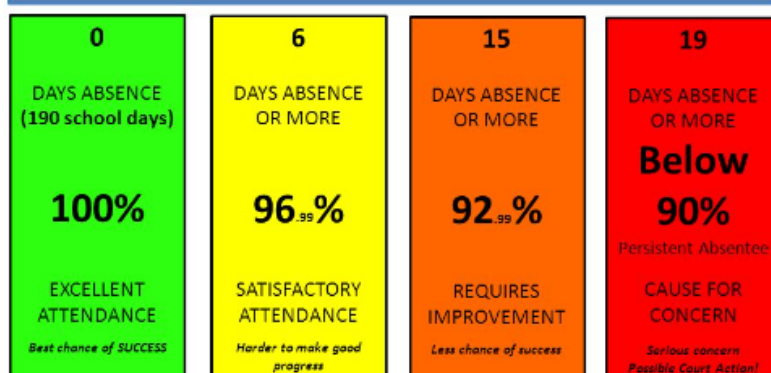 0
DAYS ABSENCE
(190 school days)
100%
EXCELLENT
ATTENDANCE
Best chance of SUCCESS
6
DAYS ABSENCE
OR MORE
96.99%
SATISFACTORY
ATTENDANCE
Harder to make good
progress
15
DAYS ABSENCE
OR MORE
92.99%
REQUIRES
IMPROVEMENT
Less chance of success
19
DAYS ABSENCE
OR MORE
Below
90%
Persistent Absentee
CAUSE FOR
CONCERN
Serious concern
Possible Court Action!